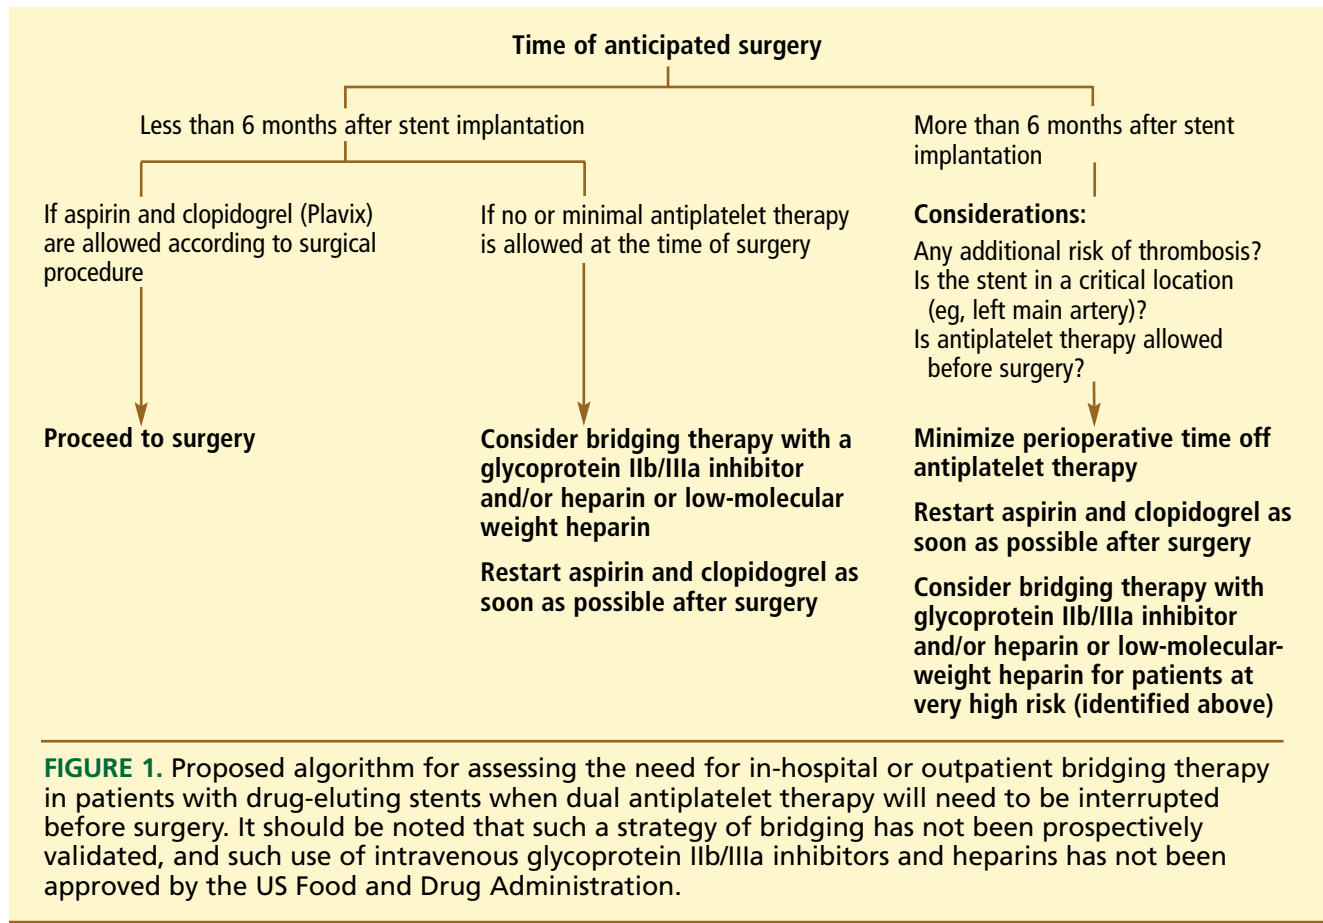 Time of anticipated surgery
Less than 6 months after stent implantation
If aspirin and clopidogrel (Plavix)
are allowed according to surgical
procedure
Proceed to surgery
If no or minimal antiplatelet therapy
is allowed at the time of surgery
Consider bridging therapy with a
glycoprotein IIb/IIIa inhibitor
and/or heparin or low-molecular
weight heparin
Restart aspirin and clopidogrel as
soon as possible after surgery
More than 6 months after stent
implantation
Considerations:
Any additional risk of thrombosis?
Is the stent in a critical location
(eg, left main artery)?
Is antiplatelet therapy allowed
before surgery?
Minimize perioperative time off
antiplatelet therapy
Restart aspirin and clopidogrel as
soon as possible after surgery
Consider bridging therapy with
glycoprotein IIb/IIIa inhibitor
and/or heparin or low-molecular-
weight heparin for patients at
very high risk (identified above)
FIGURE 1. Proposed algorithm for assessing the need for in-hospital or outpatient bridging therapy
in patients with drug-eluting stents when dual antiplatelet therapy will need to be interrupted
before surgery. It should be noted that such a strategy of bridging has not been prospectively
validated, and such use of intravenous glycoprotein IIb/IIIa inhibitors and heparins has not been
approved by the US Food and Drug Administration.